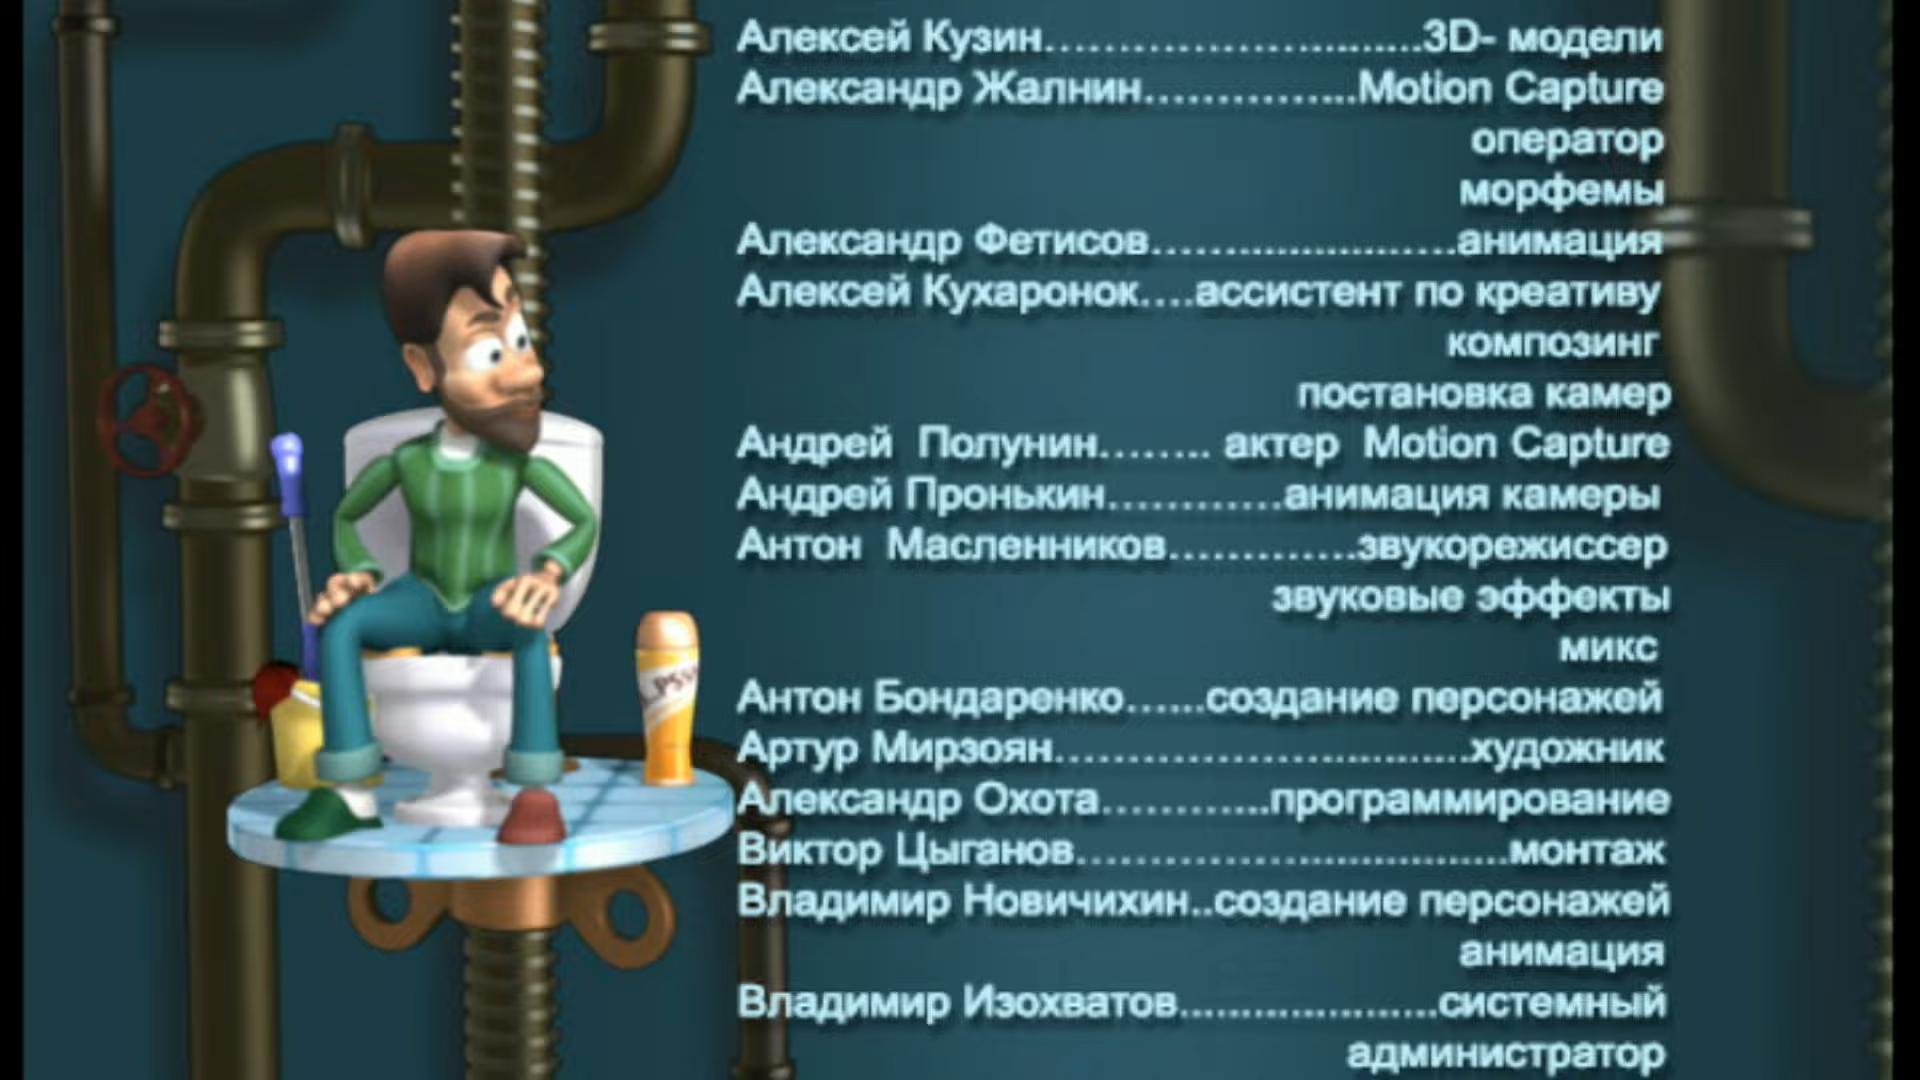 Алексей Кузин..............................3D- модели
Александр Жалнин..................Motion Capture
оператор
морфемы
Александр Фетисов.........................анимация
Алексей Кухаронок....ассистент по креативу
композинг
постановка камер
Андрей Полунин........ актер Motion Capture
Андрей Пронькин............анимация камеры
Антон Масленников.............звукорежиссер
звуковые эффекты
микс
Антон Бондаренко......создание персонажей
Артур Мирзоян..............................художник
Александр Охота............программирование
Виктор Цыганов...................................монтаж
Владимир Новичихин..создание персонажей
анимация
Владимир Изохватов.....................системный
администратор